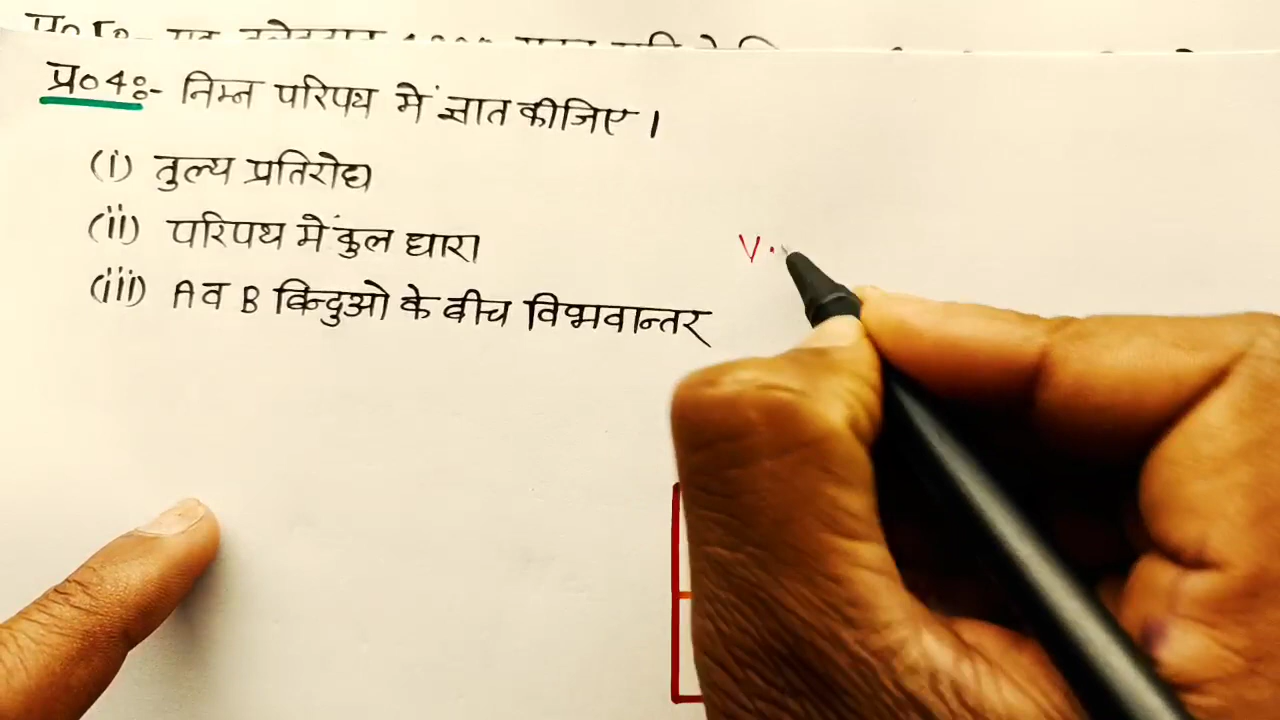 प्र०4ः- निम्न परिपथ में ज्ञात कीजिए ।
(i) तुल्य प्रतिरोध
(ii) परिपथ में कुल धारा
(iii) A व B बिन्दुओ के बीच विभवान्तर
V